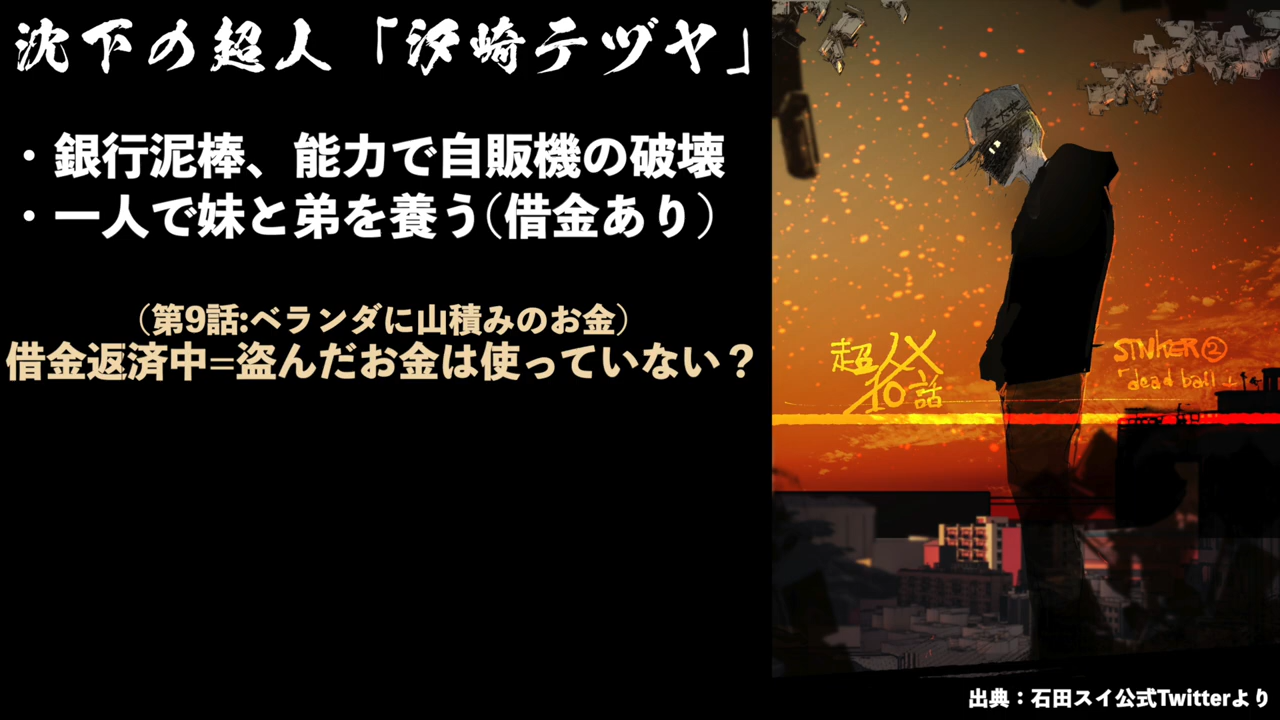 沈下の超人「汐崎テヅヤ」
・銀行泥棒、能力で自販機の破壊
・一人で妹と弟を養う(借金あり)
(第9話:ベランダに山積みのお金)
借金返済中=盗んだお金は使っていない?
超人X
10話
SINKER②
「dead ball」
出典:石田スイ公式Twitterより